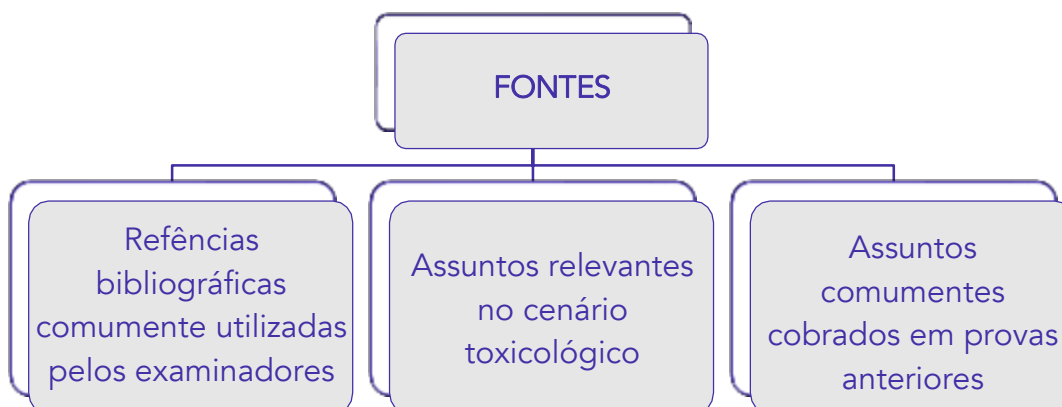 FONTES
Refências
bibliográficas
comumente utilizadas
pelos examinadores
Assuntos relevantes
no cenário
toxicológico
Assuntos
comumentes
cobrados em provas
anteriores